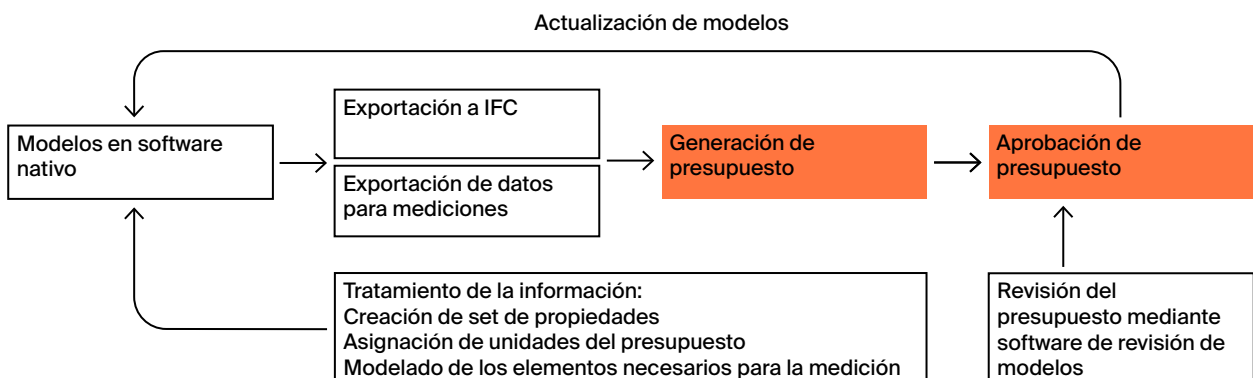 Actualización de modelos
Modelos en software
nativo
Exportación a IFC
Exportación de datos
para mediciones
Generación de
presupuesto
Aprobación de
presupuesto
Tratamiento de la información:
Creación de set de propiedades
Asignación de unidades del presupuesto
Modelado de los elementos necesarios para la medición
Revisión del
presupuesto mediante
software de revisión de
modelos